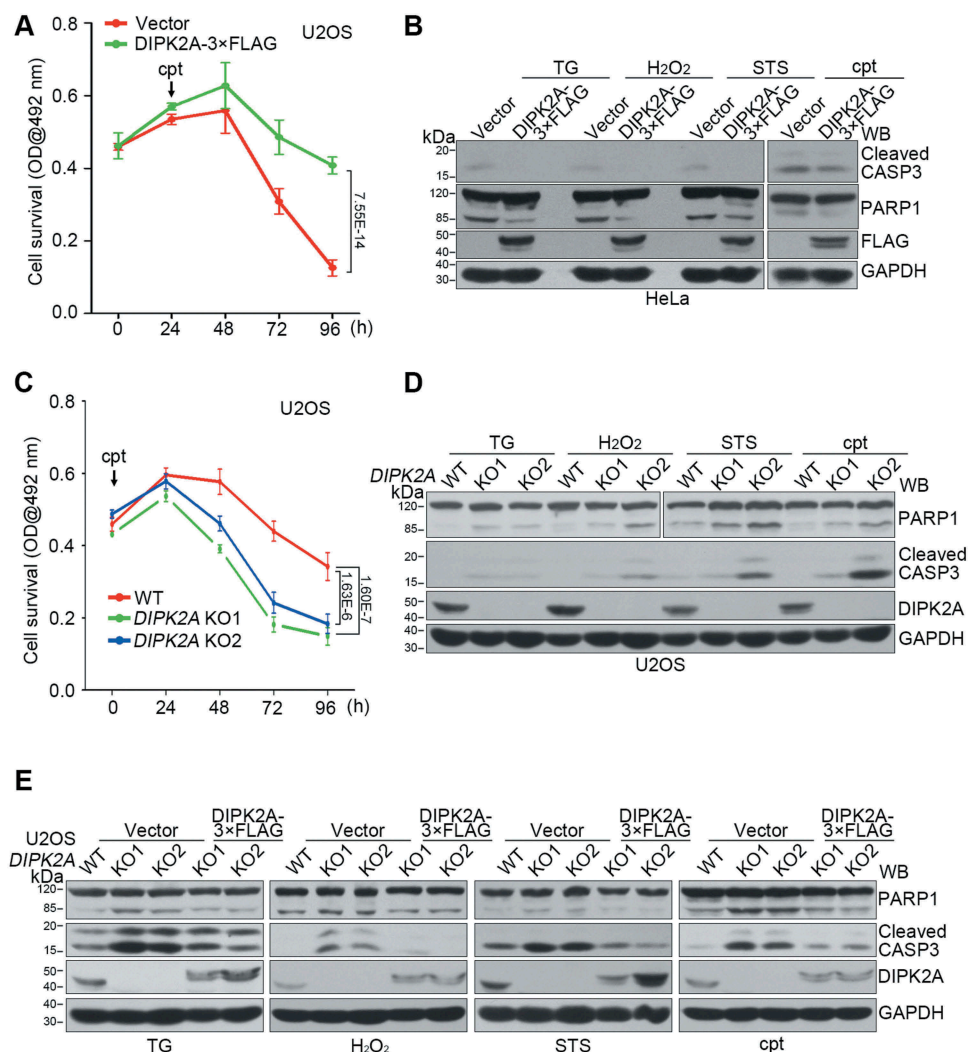 A
Vector
DIPK2A-3×FLAG
U2OS
cpt
Cell survival (OD@492 nm)
0.8
0.6
0.4
0.2
0.0
7.55E-14
0 24 48 72 96 (h)
B
TG H₂O₂ STS cpt
Vector DIPK2A-3×FLAG Vector DIPK2A-3×FLAG Vector DIPK2A-3×FLAG Vector DIPK2A-3×FLAG
kDa WB
20
15
Cleaved CASP3
120
85
PARP1
50
40
FLAG
40
30
GAPDH
HeLa
C
U2OS
cpt
Cell survival (OD@492 nm)
0.8
0.6
0.4
0.2
0.0
WT
DIPK2A KO1
DIPK2A KO2
1.63E-6
1.60E-7
0 24 48 72 96 (h)
D
TG H₂O₂ STS cpt
DIPK2A WT KO1 KO2 WT KO1 KO2 WT KO1 KO2 WT KO1 KO2
kDa WB
120
85
PARP1
20
15
Cleaved CASP3
50
40
DIPK2A
40
30
GAPDH
U2OS
E
U2OS Vector DIPK2A-3×FLAG Vector DIPK2A-3×FLAG Vector DIPK2A-3×FLAG Vector DIPK2A-3×FLAG
DIPK2A WT KO1 KO2 KO1 KO2 WT KO1 KO2 KO1 KO2 WT KO1 KO2 KO1 KO2 WT KO1 KO2 KO1 KO2
kDa WB
120
85
PARP1
20
15
Cleaved CASP3
50
40
DIPK2A
40
30
GAPDH
TG H₂O₂ STS cpt